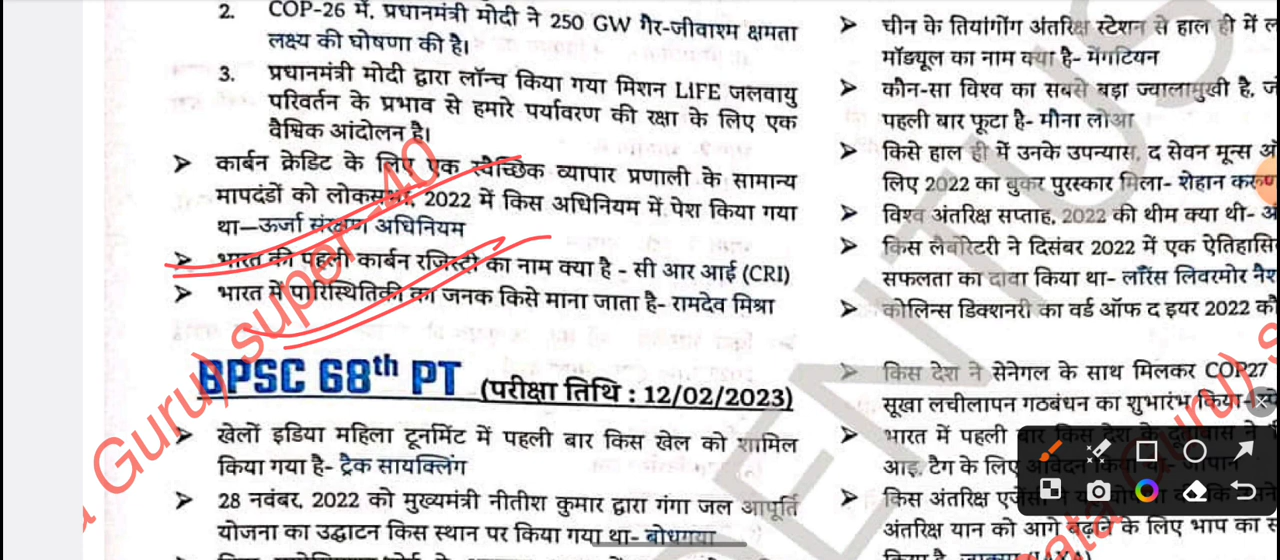 2. COP-26 में, प्रधानमंत्री मोदी ने 250 GW गैर-जीवाश्म क्षमता
लक्ष्य की घोषणा की है।
3. प्रधानमंत्री मोदी द्वारा लॉन्च किया गया मिशन LIFE जलवायु
परिवर्तन के प्रभाव से हमारे पर्यावरण की रक्षा के लिए एक
वैश्विक आंदोलन है।
➤ कार्बन क्रेडिट के लिए एक स्वैच्छिक व्यापार प्रणाली के सामान्य
मापदंडों को लोकसभा, 2022 में किस अधिनियम में पेश किया गया
था—ऊर्जा संरक्षण अधिनियम
➤ भारत की पहली कार्बन रजिस्ट्री का नाम क्या है - सी आर आई (CRI)
➤ भारत में पारिस्थितिकी का जनक किसे माना जाता है- रामदेव मिश्रा
BPSC 68th PT (परीक्षा तिथि : 12/02/2023)
➤ खेलों इंडिया महिला टूर्नामेंट में पहली बार किस खेल को शामिल
किया गया है- ट्रैक सायक्लिंग
➤ 28 नवंबर, 2022 को मुख्यमंत्री नीतीश कुमार द्वारा गंगा जल आपूर्ति
योजना का उद्घाटन किस स्थान पर किया गया था- बोधगया
➤ चीन के तियांगोंग अंतरिक्ष स्टेशन से हाल ही में
मॉड्यूल का नाम क्या है- मेंगटियन
➤ कौन-सा विश्व का सबसे बड़ा ज्वालामुखी है,
पहली बार फूटा है- मौना लोआ
➤ किसे हाल ही में उनके उपन्यास, द सेवन मून्स
लिए 2022 का बुकर पुरस्कार मिला- शेहान
➤ विश्व अंतरिक्ष सप्ताह, 2022 की थीम क्या थी-
➤ किस लैबोरेटरी ने दिसंबर 2022 में एक
सफलता का दावा किया था- लॉरेंस लिवरमोर
➤ कोलिन्स डिक्शनरी का वर्ड ऑफ द इयर 2022
➤ किस देश ने सेनेगल के साथ मिलकर COP27
सूखा लचीलापन गठबंधन का शुभारंभ किया-
➤ भारत में पहली बार किस देश के दूतावास ने
आइ. टैग के लिए आवेदन किया था- जापान
➤ किस अंतरिक्ष
अंतरिक्ष यान को आगे बढ़ाने के लिए भाप का
Guru) super-40
ENTUS